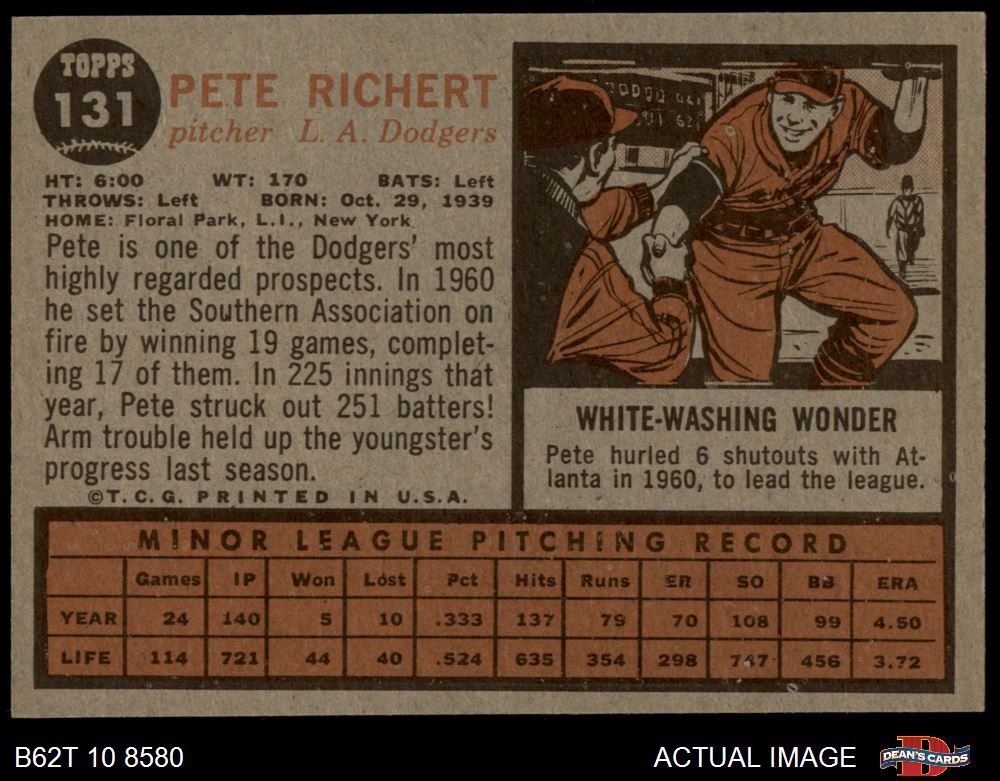 TOPPS
131
PETE RICHERT
pitcher L. A. Dodgers
HT: 6:00 WT: 170 BATS: Left
THROWS: Left BORN: Oct. 29, 1939
HOME: Floral Park, L.I., New York
Pete is one of the Dodgers' most
highly regarded prospects. In 1960
he set the Southern Association on
fire by winning 19 games, complet-
ing 17 of them. In 225 innings that
year, Pete struck out 251 batters!
Arm trouble held up the youngster's
progress last season.
©T.C.G. PRINTED IN U.S.A.
WHITE-WASHING WONDER
Pete hurled 6 shutouts with At-
lanta in 1960, to lead the league.
MINOR LEAGUE PITCHING RECORD
Games IP Won Lost Pct Hits Runs ER SO BB ERA
YEAR 24 140 5 10 .333 137 79 70 108 99 4.50
LIFE 114 721 44 40 .524 635 354 298 747 456 3.72
B62T 10 8580 ACTUAL IMAGE DEAN'S CARDS